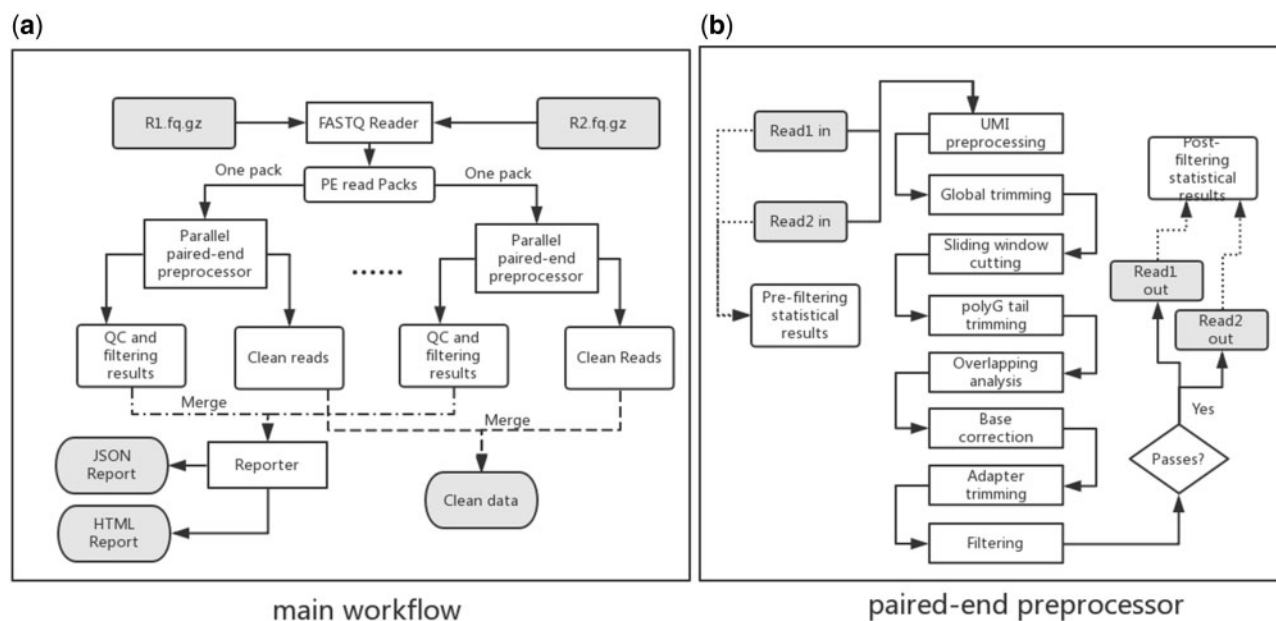 (a)
R1.fq.gz
FASTQ Reader
R2.fq.gz
One pack
PE read Packs
One pack
Parallel
paired-end
preprocessor
......
Parallel
paired-end
preprocessor
QC and
filtering
results
Clean reads
QC and
filtering
results
Clean Reads
Merge
Merge
JSON
Report
Reporter
Clean data
HTML
Report
main workflow
(b)
Read1 in
Read2 in
Pre-filtering
statistical
results
UMI
preprocessing
Global trimming
Sliding window
cutting
polyG tail
trimming
Overlapping
analysis
Base
correction
Adapter
trimming
Filtering
Passes?
Yes
Read1
out
Read2
out
Post-
filtering
statistical
results
paired-end preprocessor